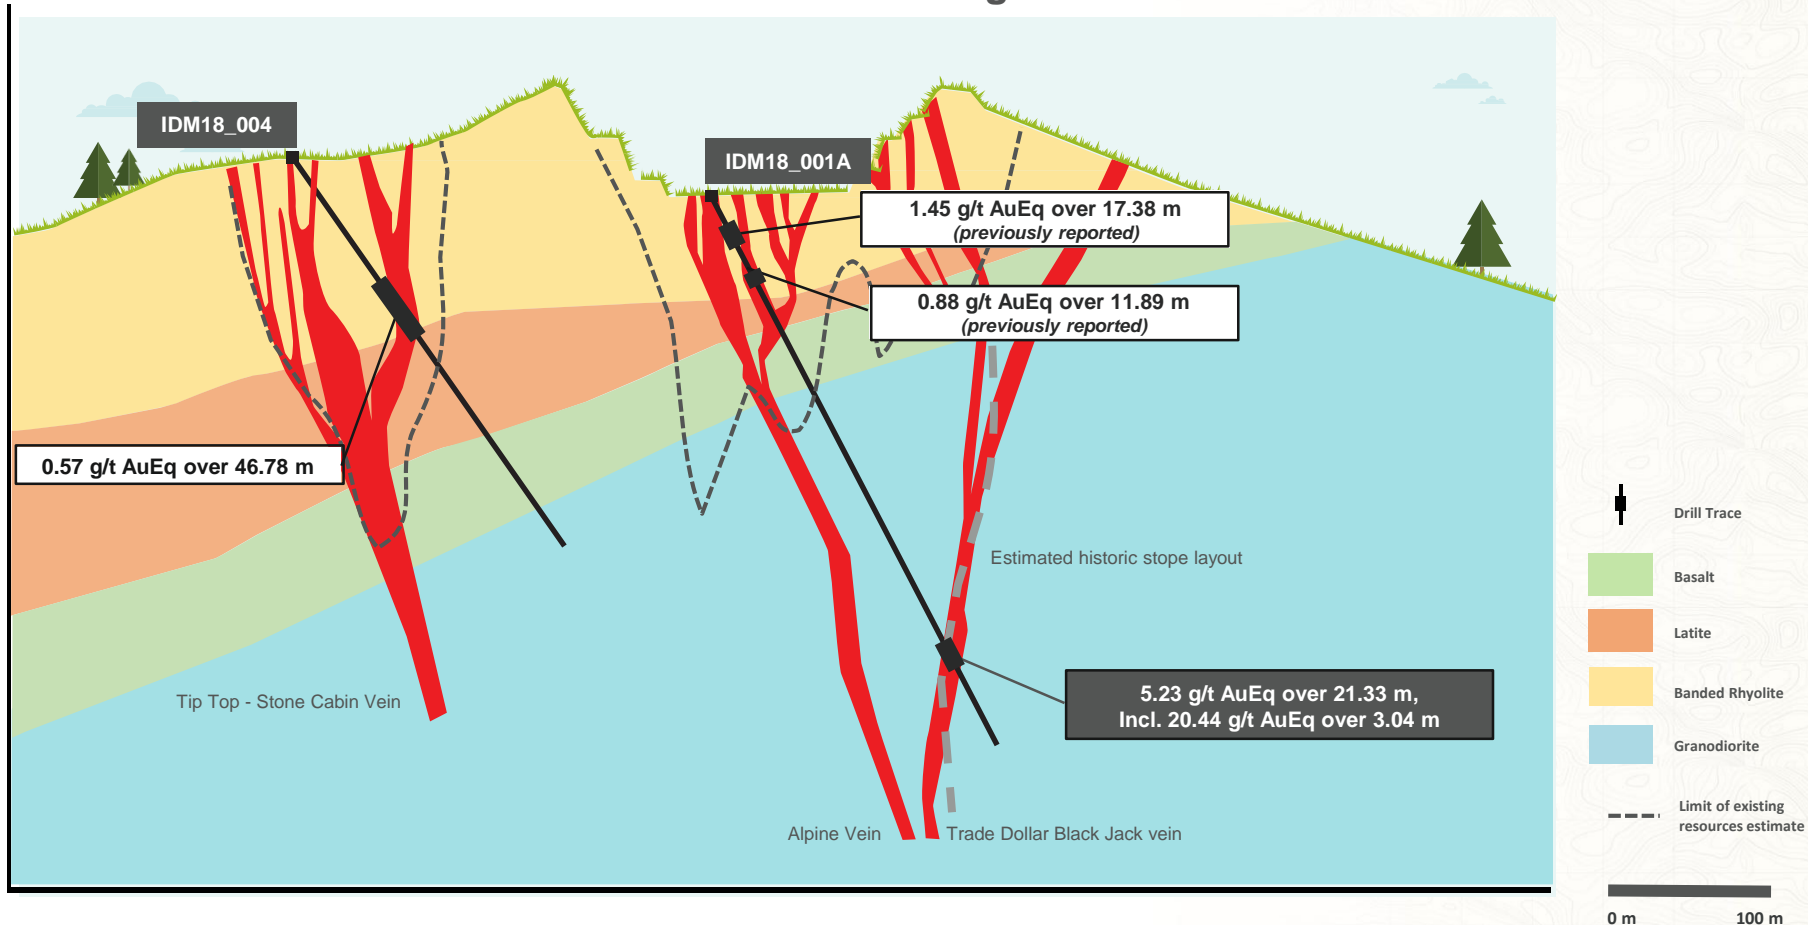 IDM18_004
IDM18_001A
1.45 g/t AuEq over 17.38 m
(previously reported)
0.88 g/t AuEq over 11.89 m
(previously reported)
0.57 g/t AuEq over 46.78 m
Estimated historic stope layout
5.23 g/t AuEq over 21.33 m,
Incl. 20.44 g/t AuEq over 3.04 m
Tip Top - Stone Cabin Vein
Alpine Vein
Trade Dollar Black Jack vein
Drill Trace
Basalt
Latite
Banded Rhyolite
Granodiorite
Limit of existing
resources estimate
0 m
100 m